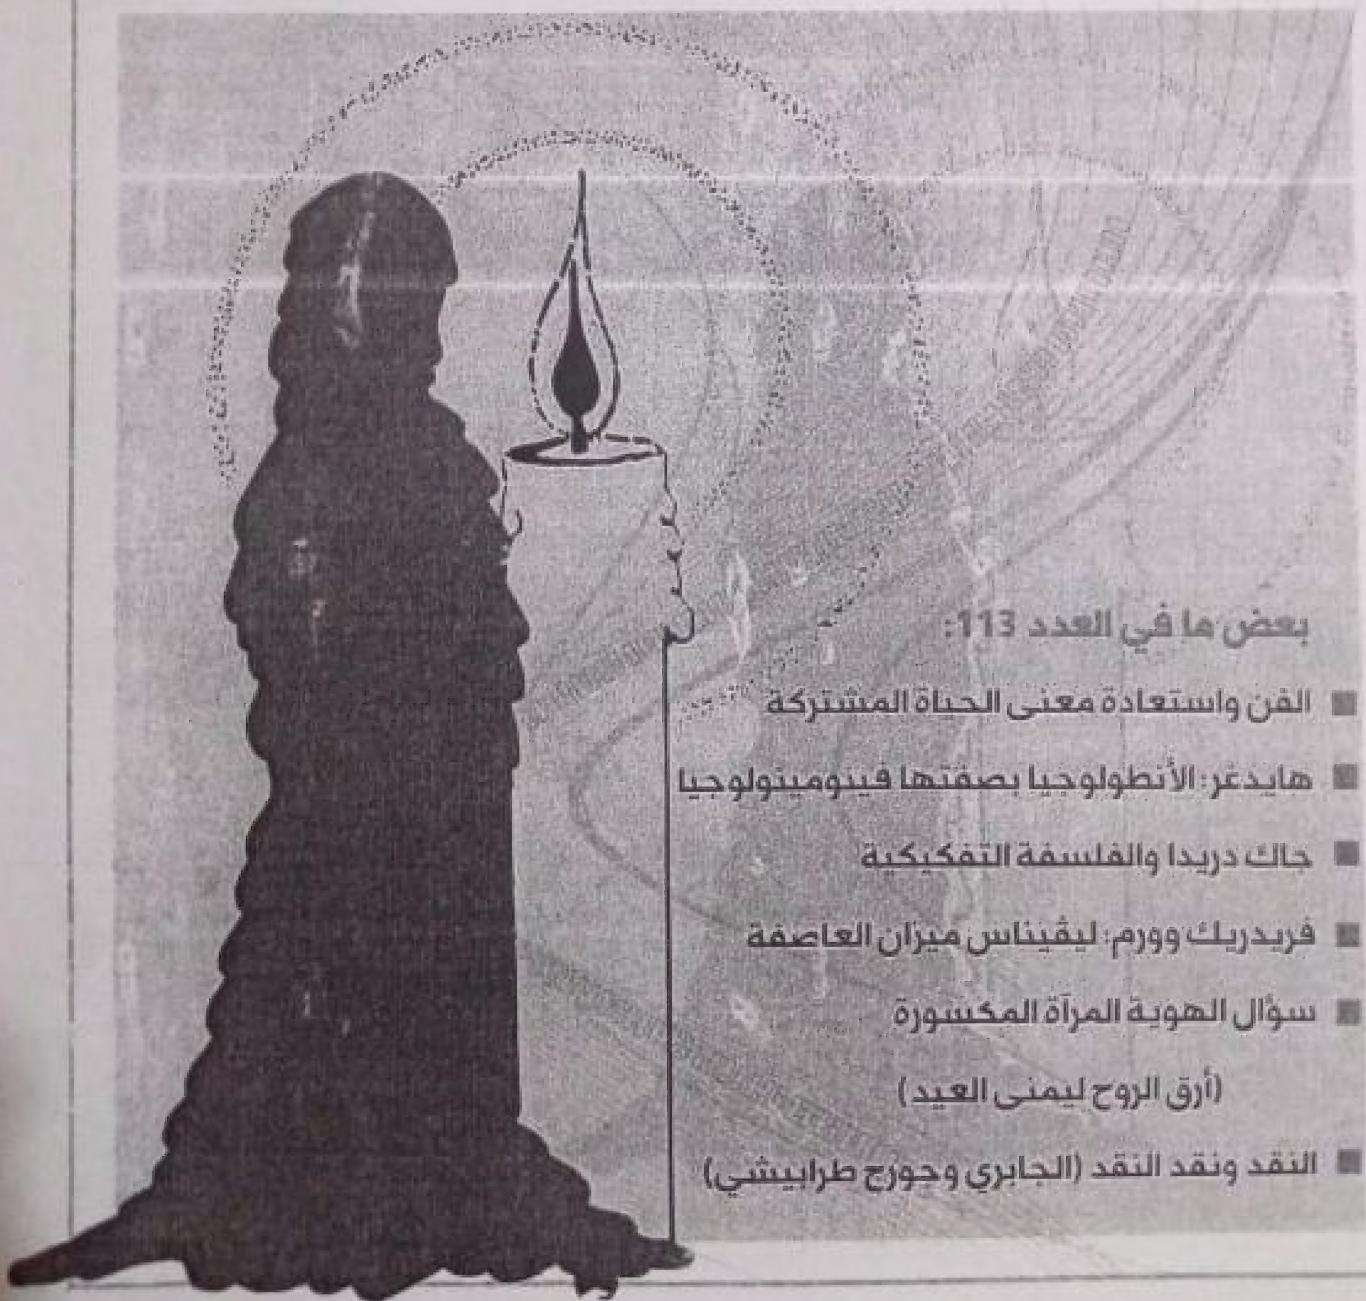 بعض ما في العدد 113:
■ الفن واستعادة معنى الحياة المشتركة
■ هايدغر: الأنطولوجيا بصفتها فينومينولوجيا
■ جاك دريدا والفلسفة التفكيكية
■ فريدريك وورم: ليڤيناس ميزان العاصفة
■ سؤال الهوية المرآة المكسورة
(أرق الروح ليمنى العيد)
■ النقد ونقد النقد (الجابري وجورج طرابيشي)